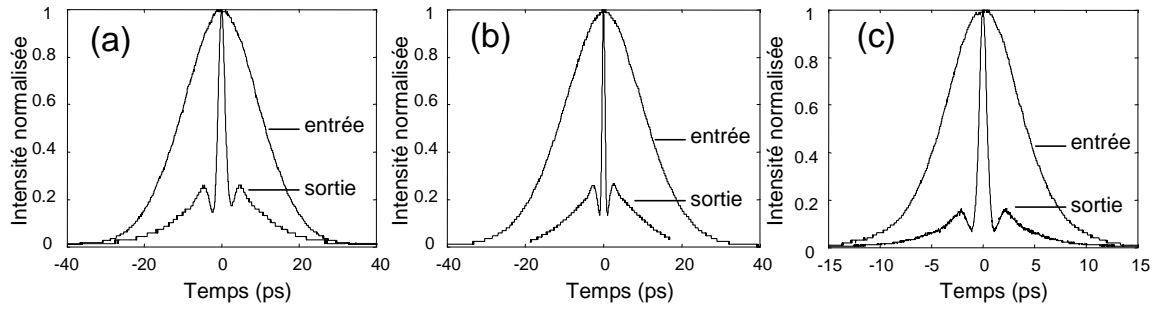 (a)
Intensité normalisée
1
0.8
0.6
0.4
0.2
0
entrée
sortie
-40 -20 0 20 40
Temps (ps)
(b)
Intensité normalisée
1
0.8
0.6
0.4
0.2
0
entrée
sortie
-40 -20 0 20 40
Temps (ps)
(c)
Intensité normalisée
1
0.8
0.6
0.4
0.2
0
entrée
sortie
-15 -10 -5 0 5 10 15
Temps (ps)